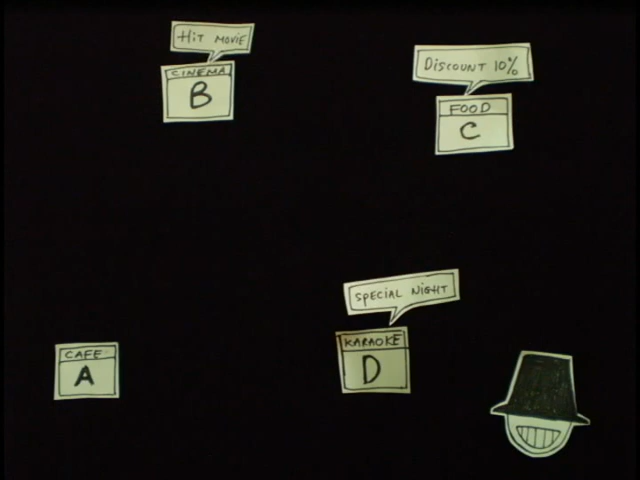 HIT MOVIE
CINEMA
B
DISCOUNT 10%
FOOD
C
SPECIAL NIGHT
KARAOKE
D
CAFE
A